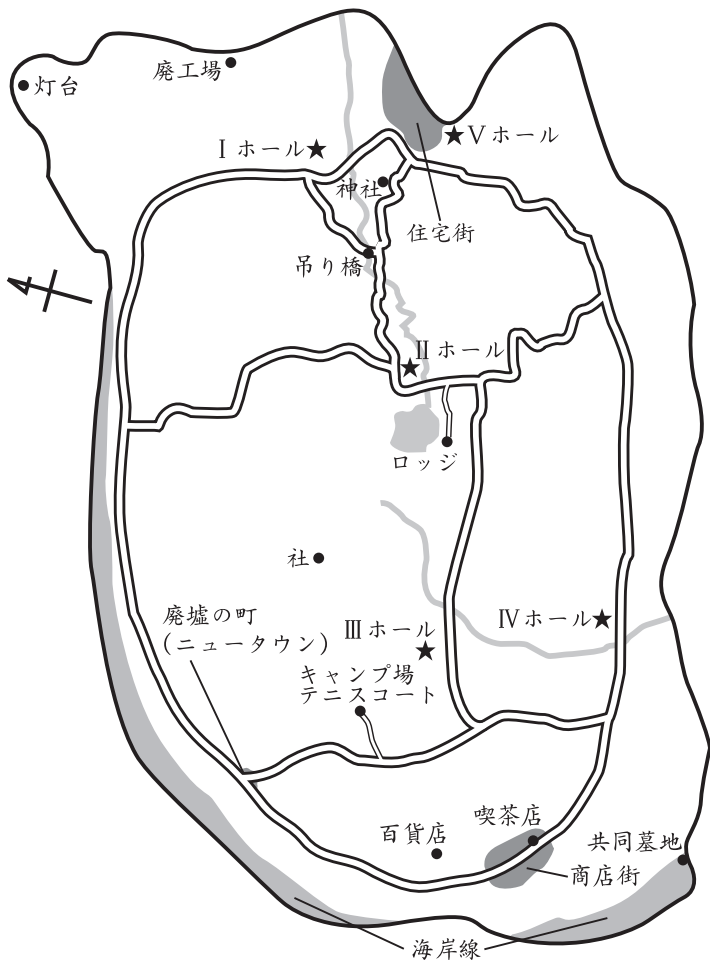 灯台
廃工場
Ⅰホール
Ⅴホール
神社
住宅街
吊り橋
Ⅱホール
ロッジ
社
廃墟の町
(ニュータウン)
Ⅲホール
Ⅳホール
キャンプ場
テニスコート
百貨店
喫茶店
共同墓地
商店街
海岸線